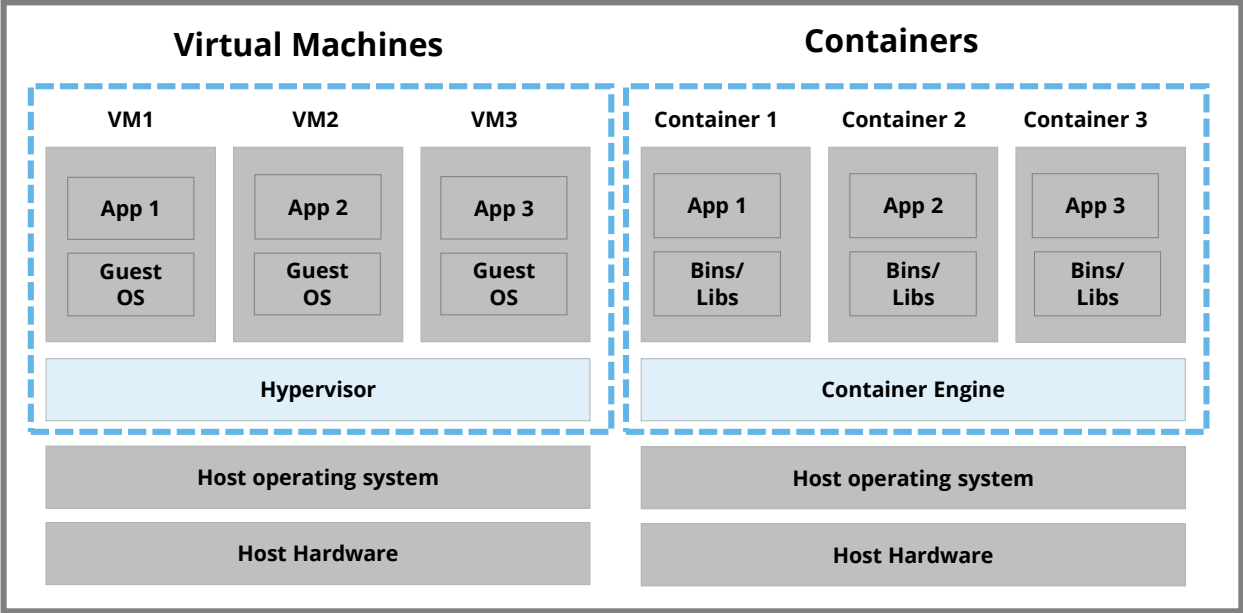 Virtual Machines
VM1
VM2
VM3
App 1
App 2
App 3
Guest
OS
Guest
OS
Guest
OS
Hypervisor
Host operating system
Host Hardware
Containers
Container 1
Container 2
Container 3
App 1
App 2
App 3
Bins/
Libs
Bins/
Libs
Bins/
Libs
Container Engine
Host operating system
Host Hardware